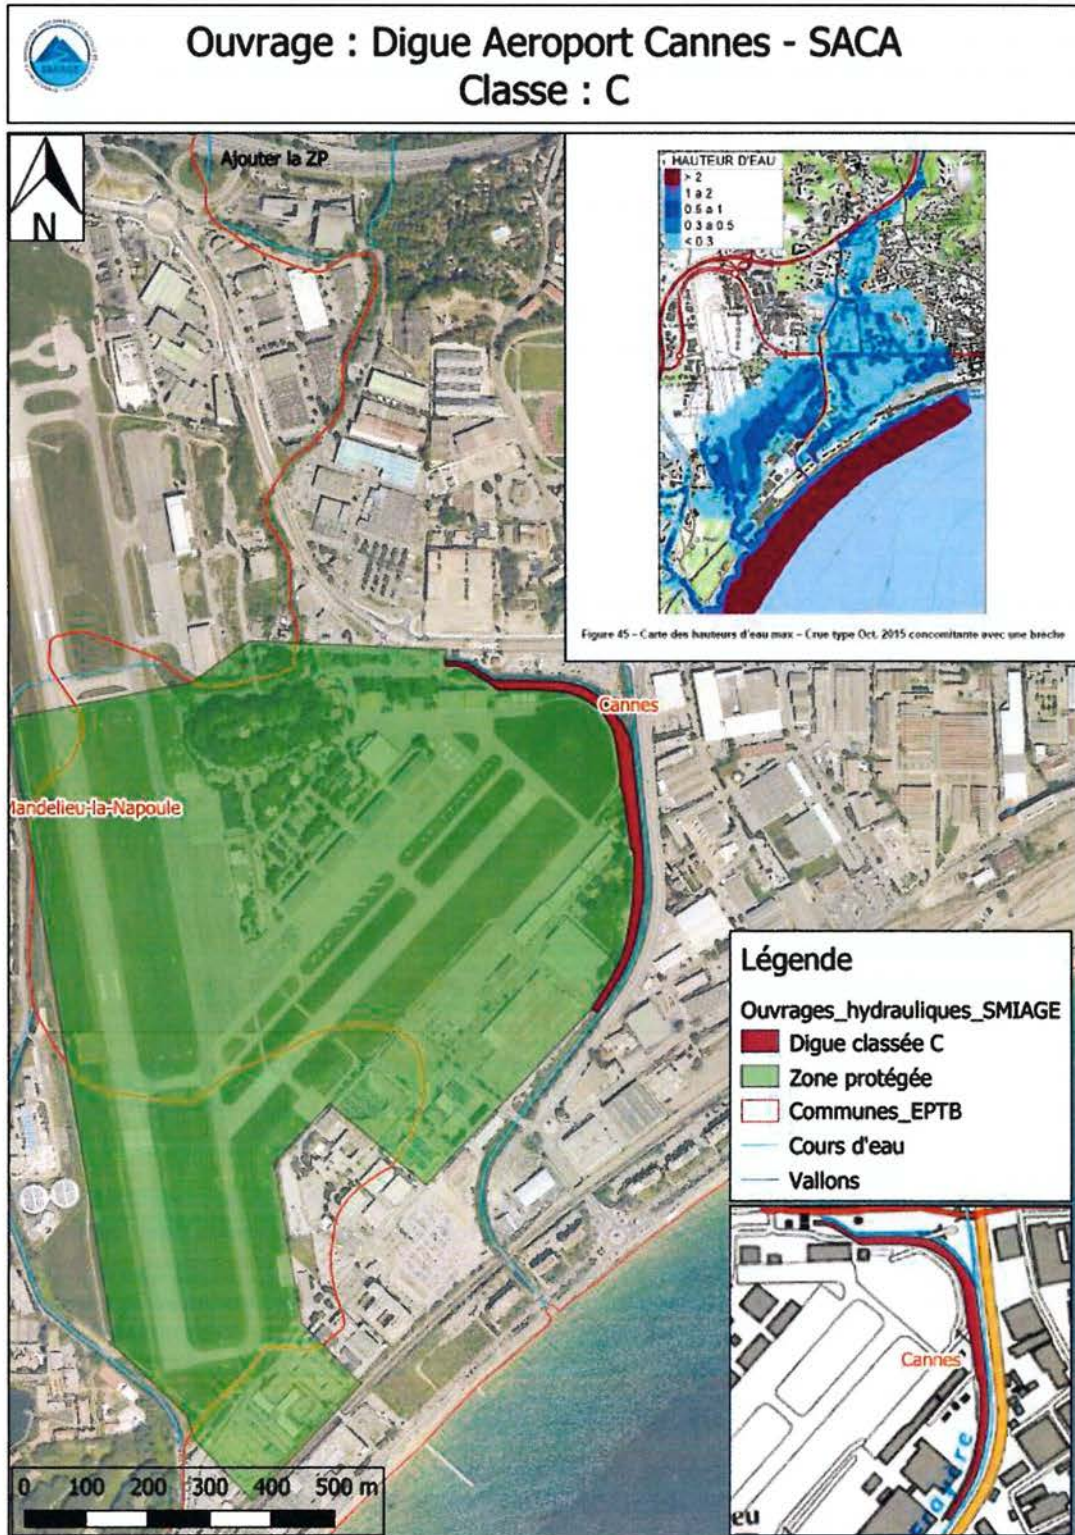 Ouvrage : Digue Aeroport Cannes - SACA
Classe : C
N
Ajouter la ZP
HAUTEUR D'EAU
> 2
1 à 2
0.5 à 1
0.3 à 0.5
< 0.3
Figure 45 – Carte des hauteurs d'eau max – Crue type Oct. 2015 concomitante avec une brèche
Cannes
landelieu-la-Napoule
Légende
Ouvrages_hydrauliques_SMIAGE
Digue classée C
Zone protégée
Communes_EPTB
Cours d'eau
Vallons
Cannes
eu
0 100 200 300 400 500 m